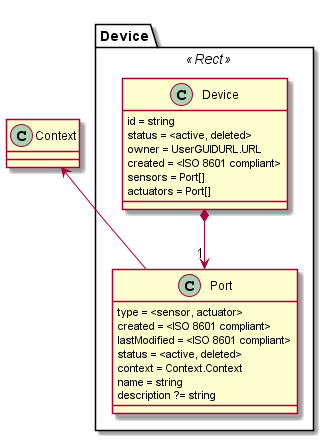 Device
«Rect»
C Device
id = string
status = <active, deleted>
owner = UserGUIDURL.URL
created = <ISO 8601 compliant>
sensors = Port[]
actuators = Port[]
C Context
1
C Port
type = <sensor, actuator>
created = <ISO 8601 compliant>
lastModified = <ISO 8601 compliant>
status = <active, deleted>
context = Context.Context
name = string
description ?= string